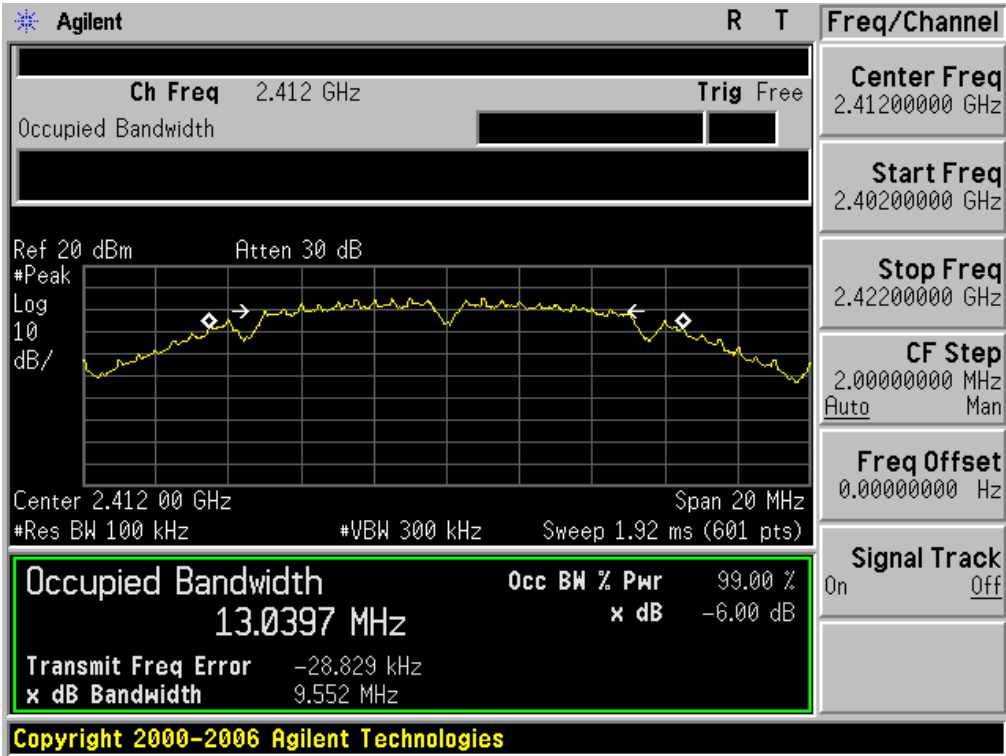 Agilent R T
Freq/Channel
Ch Freq 2.412 GHz Trig Free
Occupied Bandwidth
Center Freq
2.41200000 GHz
Start Freq
2.40200000 GHz
Stop Freq
2.42200000 GHz
CF Step
2.00000000 MHz
Auto Man
Freq Offset
0.00000000 Hz
Signal Track
On Off
Ref 20 dBm Atten 30 dB
#Peak
Log
10
dB/
Center 2.412 00 GHz Span 20 MHz
#Res BW 100 kHz #VBW 300 kHz Sweep 1.92 ms (601 pts)
Occupied Bandwidth Occ BW % Pwr 99.00 %
13.0397 MHz x dB -6.00 dB
Transmit Freq Error -28.829 kHz
x dB Bandwidth 9.552 MHz
Copyright 2000-2006 Agilent Technologies